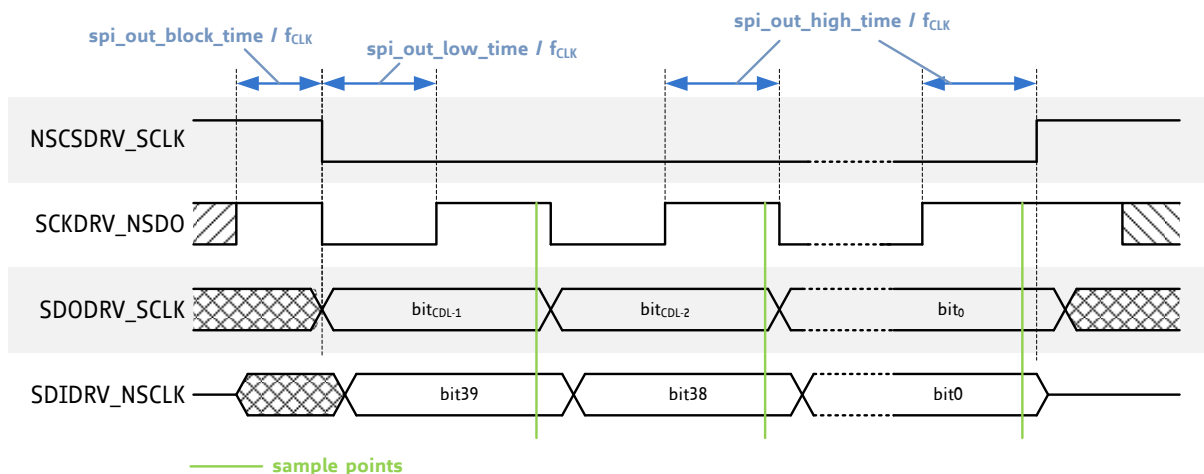 spi_out_block_time / fCLK
spi_out_low_time / fCLK
spi_out_high_time / fCLK
NSCSDRV_SCLK
SCKDRV_NSDO
SDODRV_SCLK
bitCDL-1
bitCDL-2
bit0
SDIDRV_NSCLK
bit39
bit38
bit0
sample points